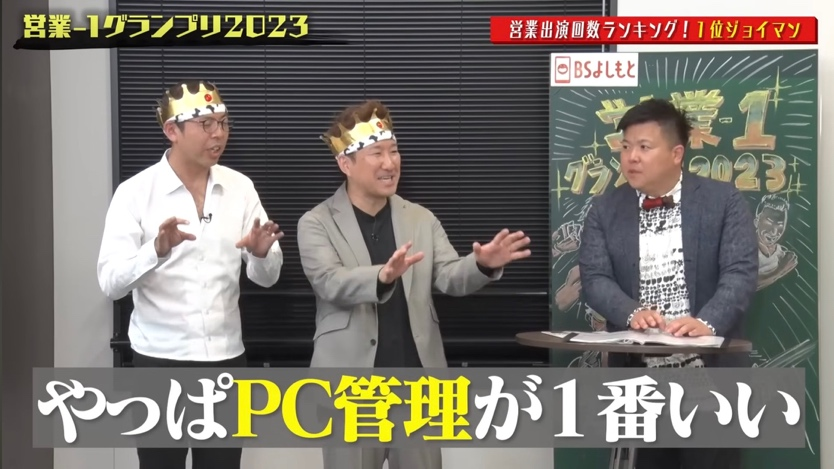 営業-1グランプリ2023
営業出演回数ランキング！1位ジョイマン
BSよしもと
営業-1
グランプリ2023
やっぱPC管理が1番いい